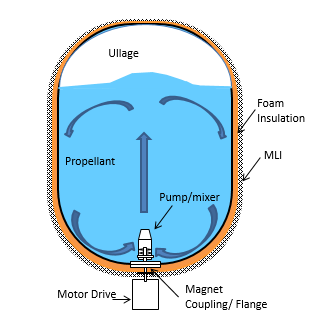 Ullage
Foam
Insulation
MLI
Propellant
Pump/mixer
Motor Drive
Magnet
Coupling/ Flange